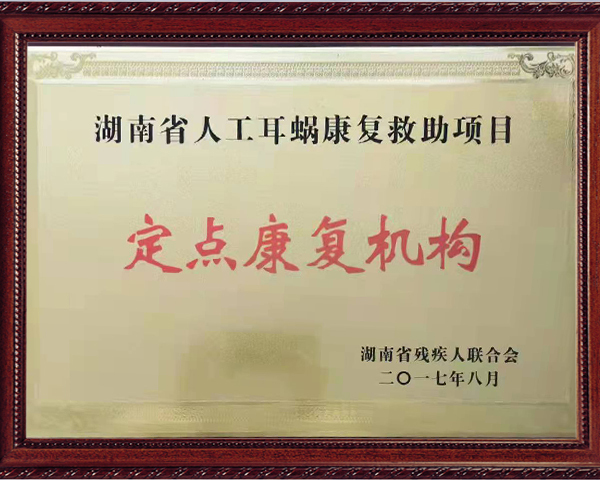 湖南省人工耳蜗康复救助项目
定点康复机构
湖南省残疾人联合会
二〇一七年八月